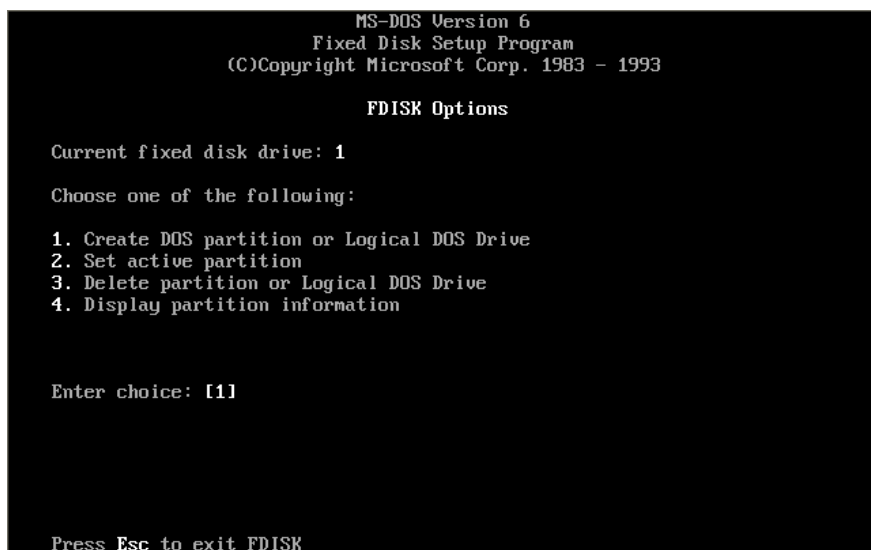 MS-DOS Version 6
Fixed Disk Setup Program
(C)Copyright Microsoft Corp. 1983 - 1993
FDISK Options
Current fixed disk drive: 1
Choose one of the following:
1. Create DOS partition or Logical DOS Drive
2. Set active partition
3. Delete partition or Logical DOS Drive
4. Display partition information
Enter choice: [1]
Press Esc to exit FDISK